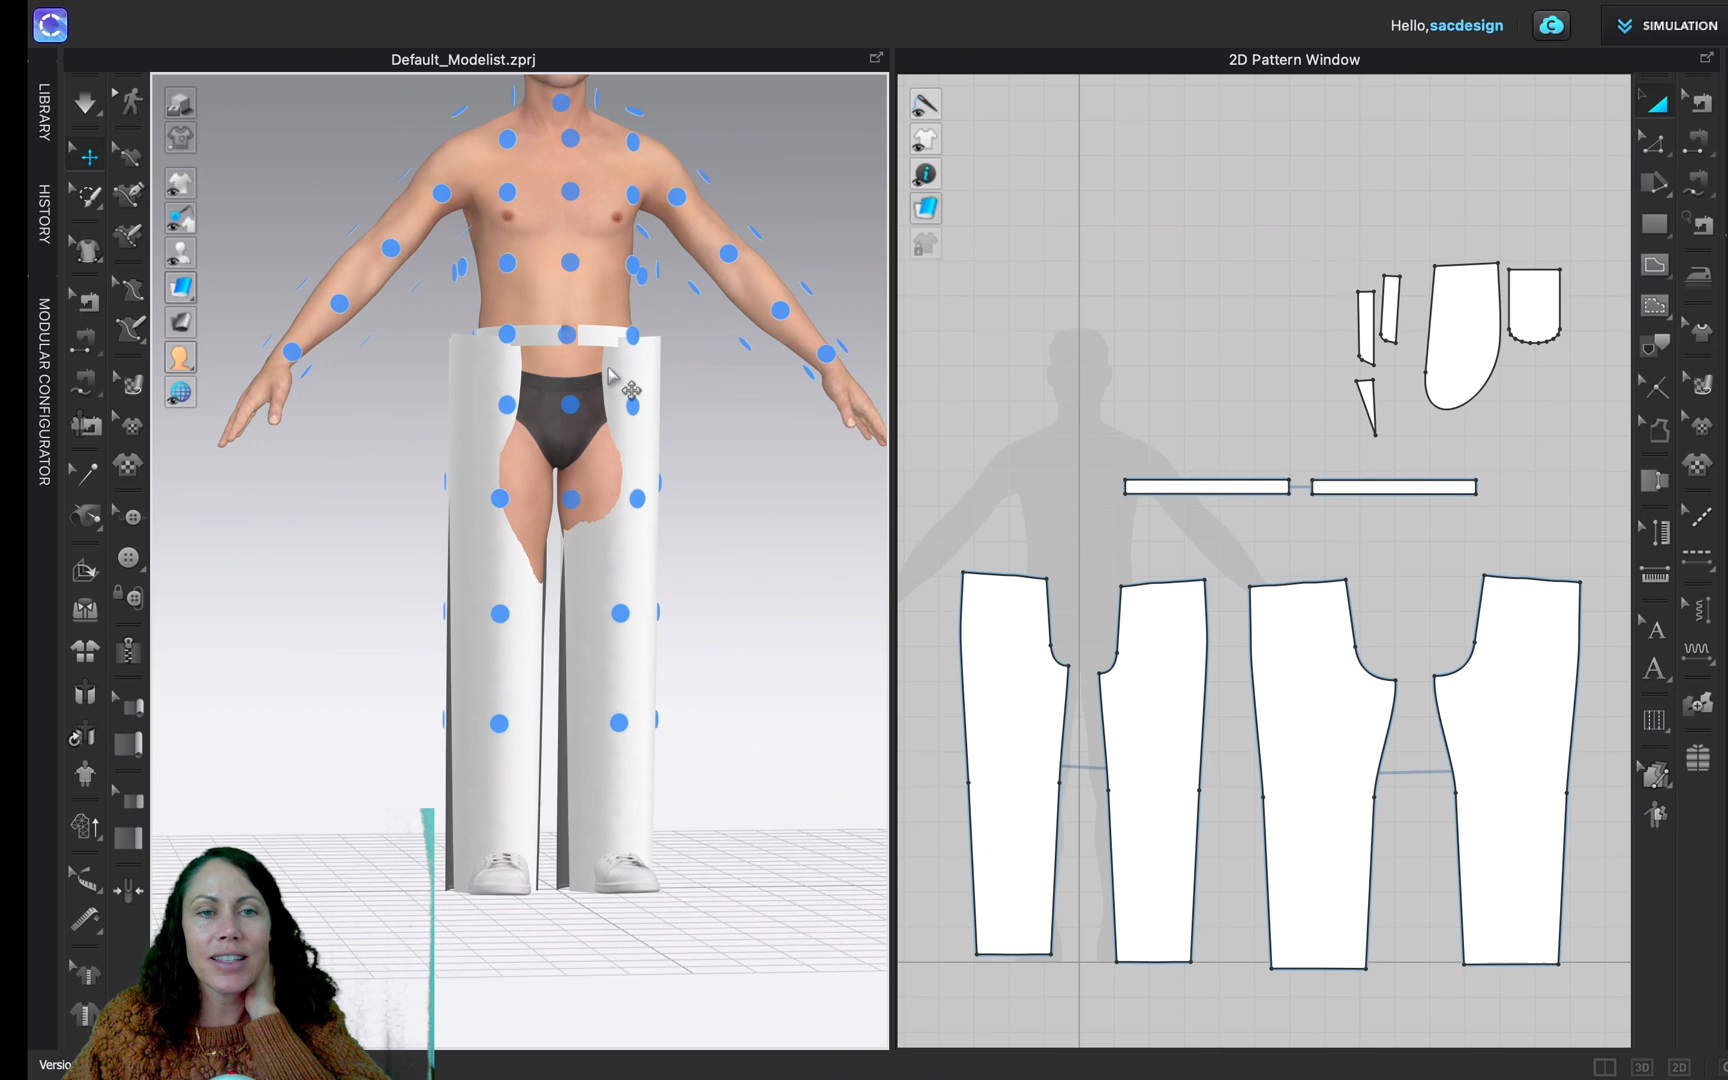 Hello,sacdesign
SIMULATION
Default_Modelist.zprj
2D Pattern Window
LIBRARY
HISTORY
MODULAR CONFIGURATOR
A
A
Versio
3D
2D